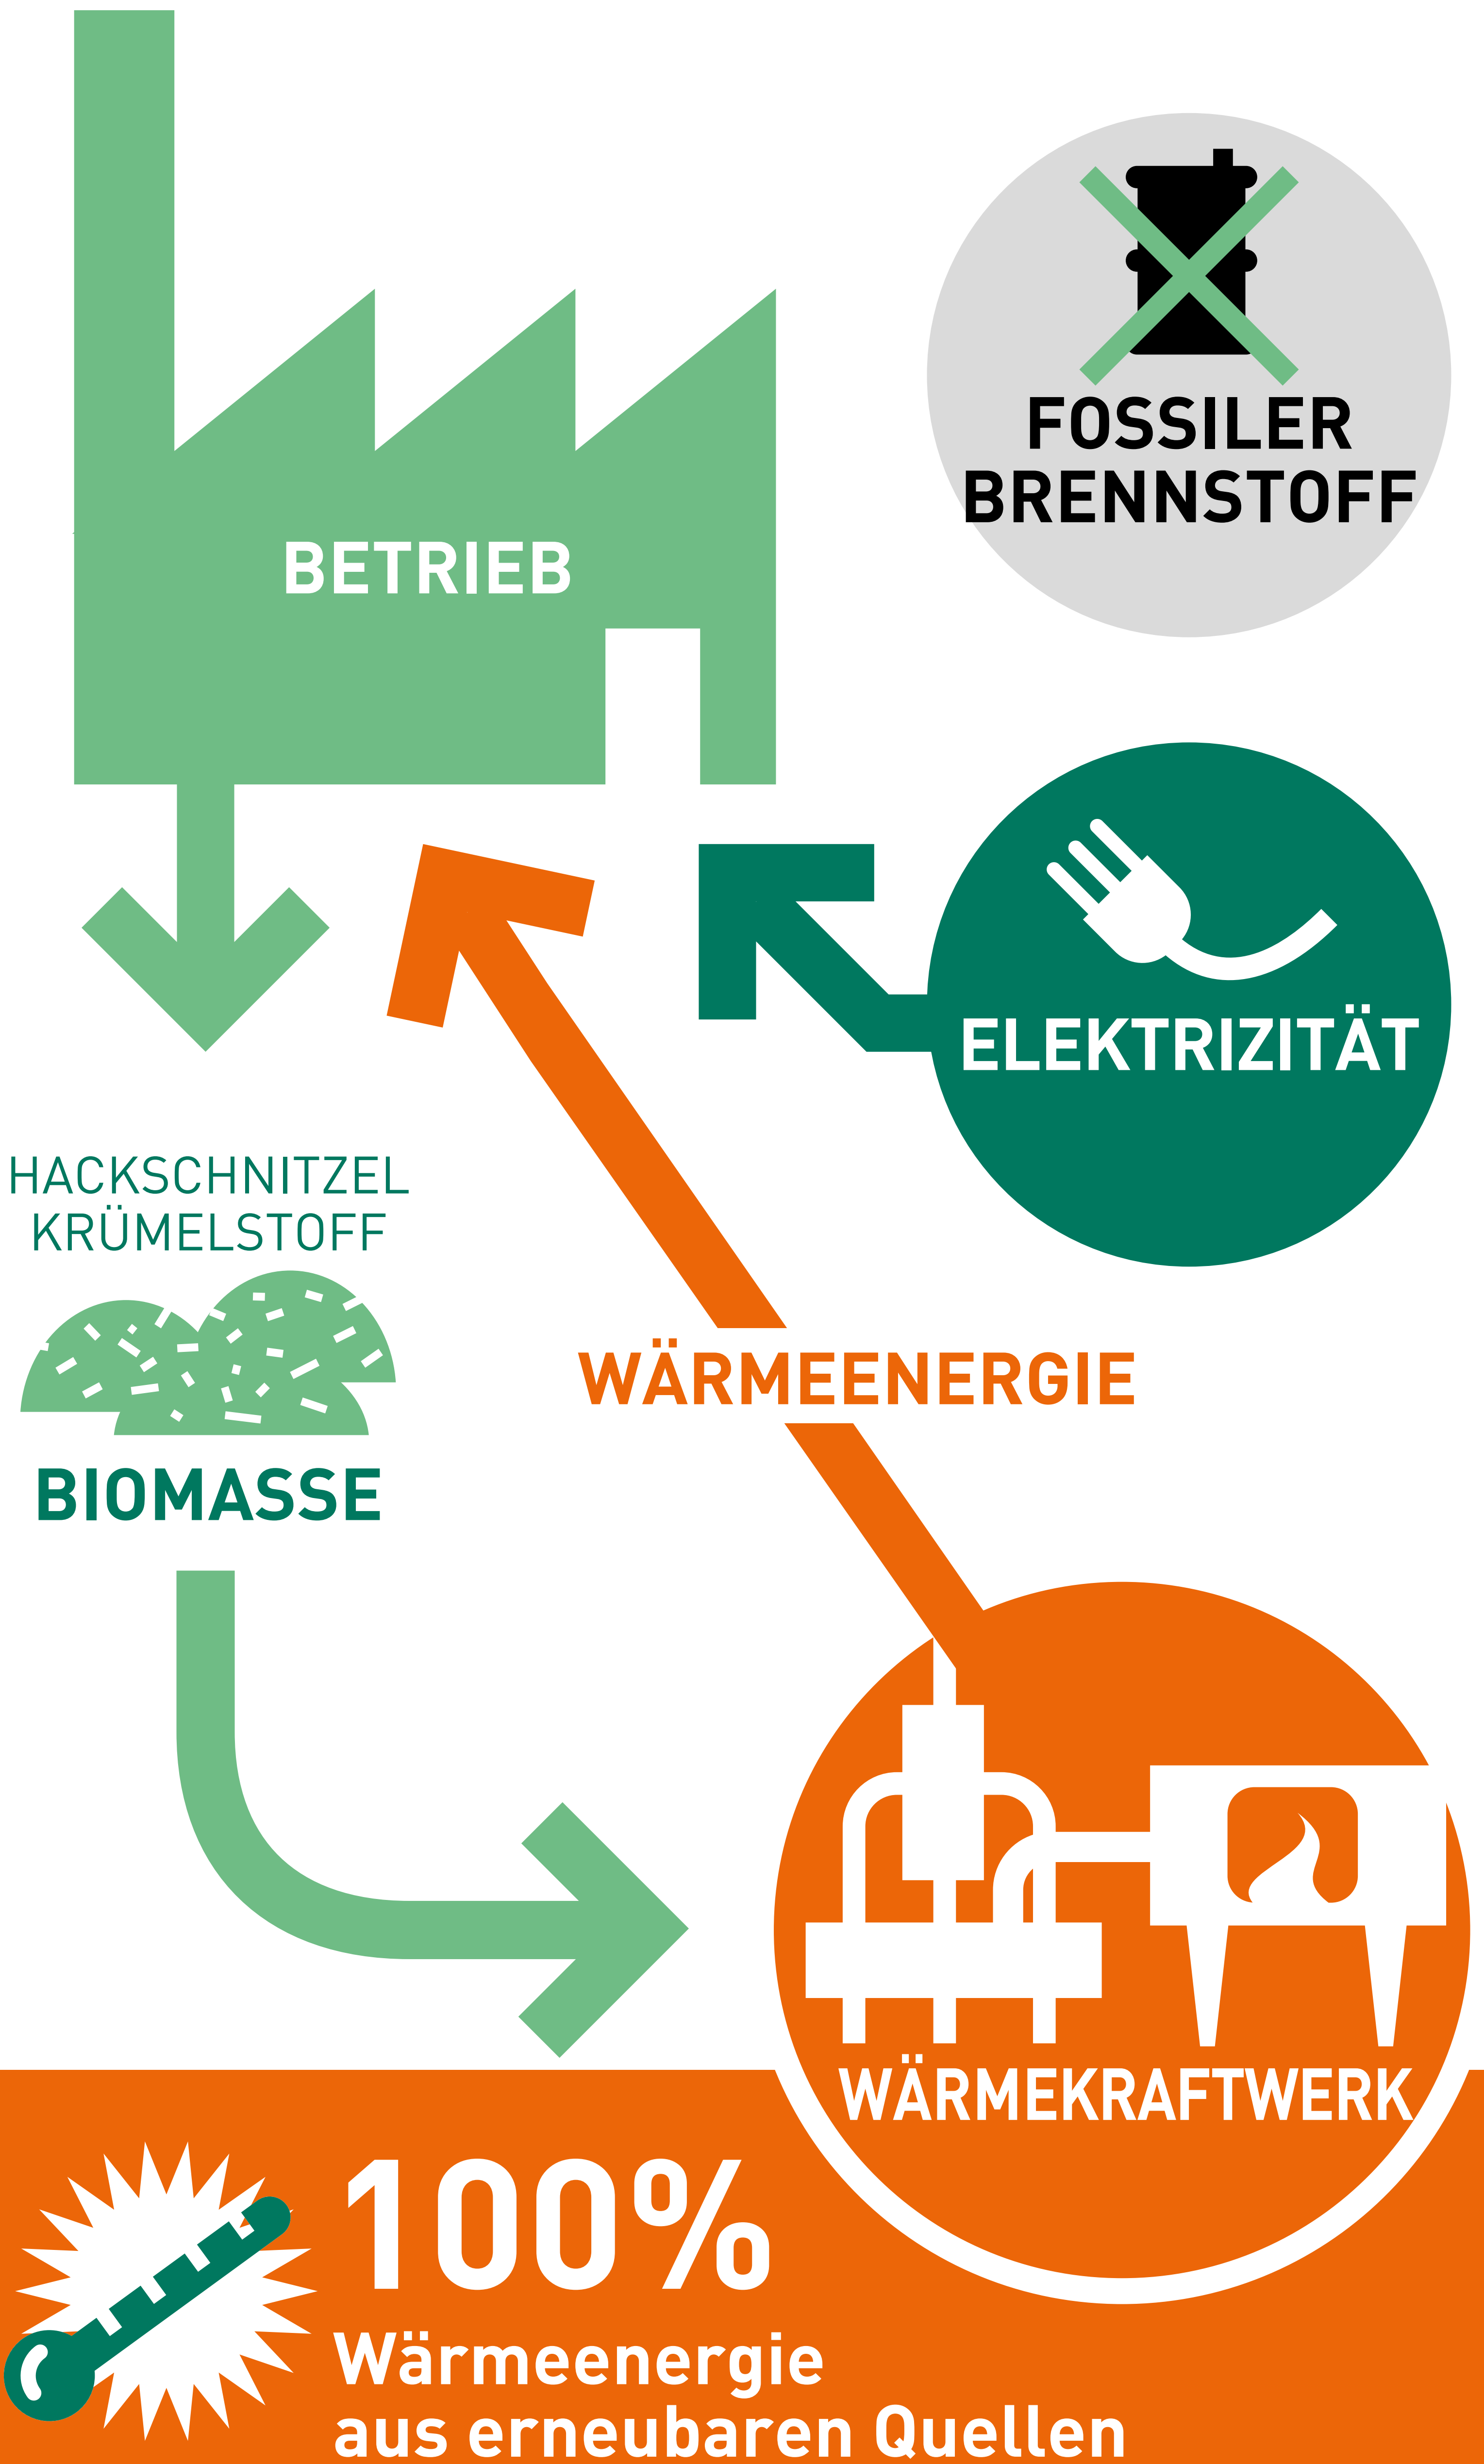 FOSSILER
BRENNSTOFF
BETRIEB
ELEKTRIZITÄT
HACKSCHNITZEL
KRÜMELSTOFF
WÄRMEENERGIE
BIOMASSE
WÄRMEKRAFTWERK
100%
Wärmeenergie
aus erneubaren Quellen